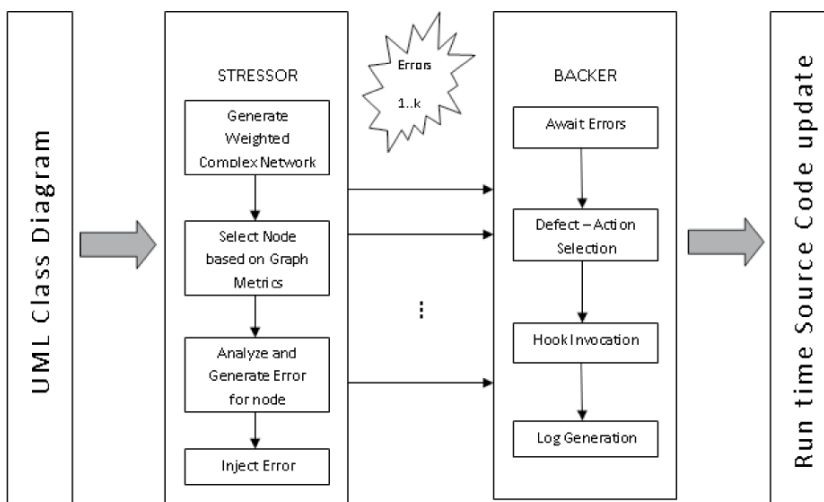 UML Class Diagram
STRESSOR
Generate
Weighted
Complex Network
Select Node
based on Graph
Metrics
Analyze and
Generate Error
for node
Inject Error
Errors
1..k
...
BACKER
Await Errors
Defect – Action
Selection
Hook Invocation
Log Generation
Run time Source Code update